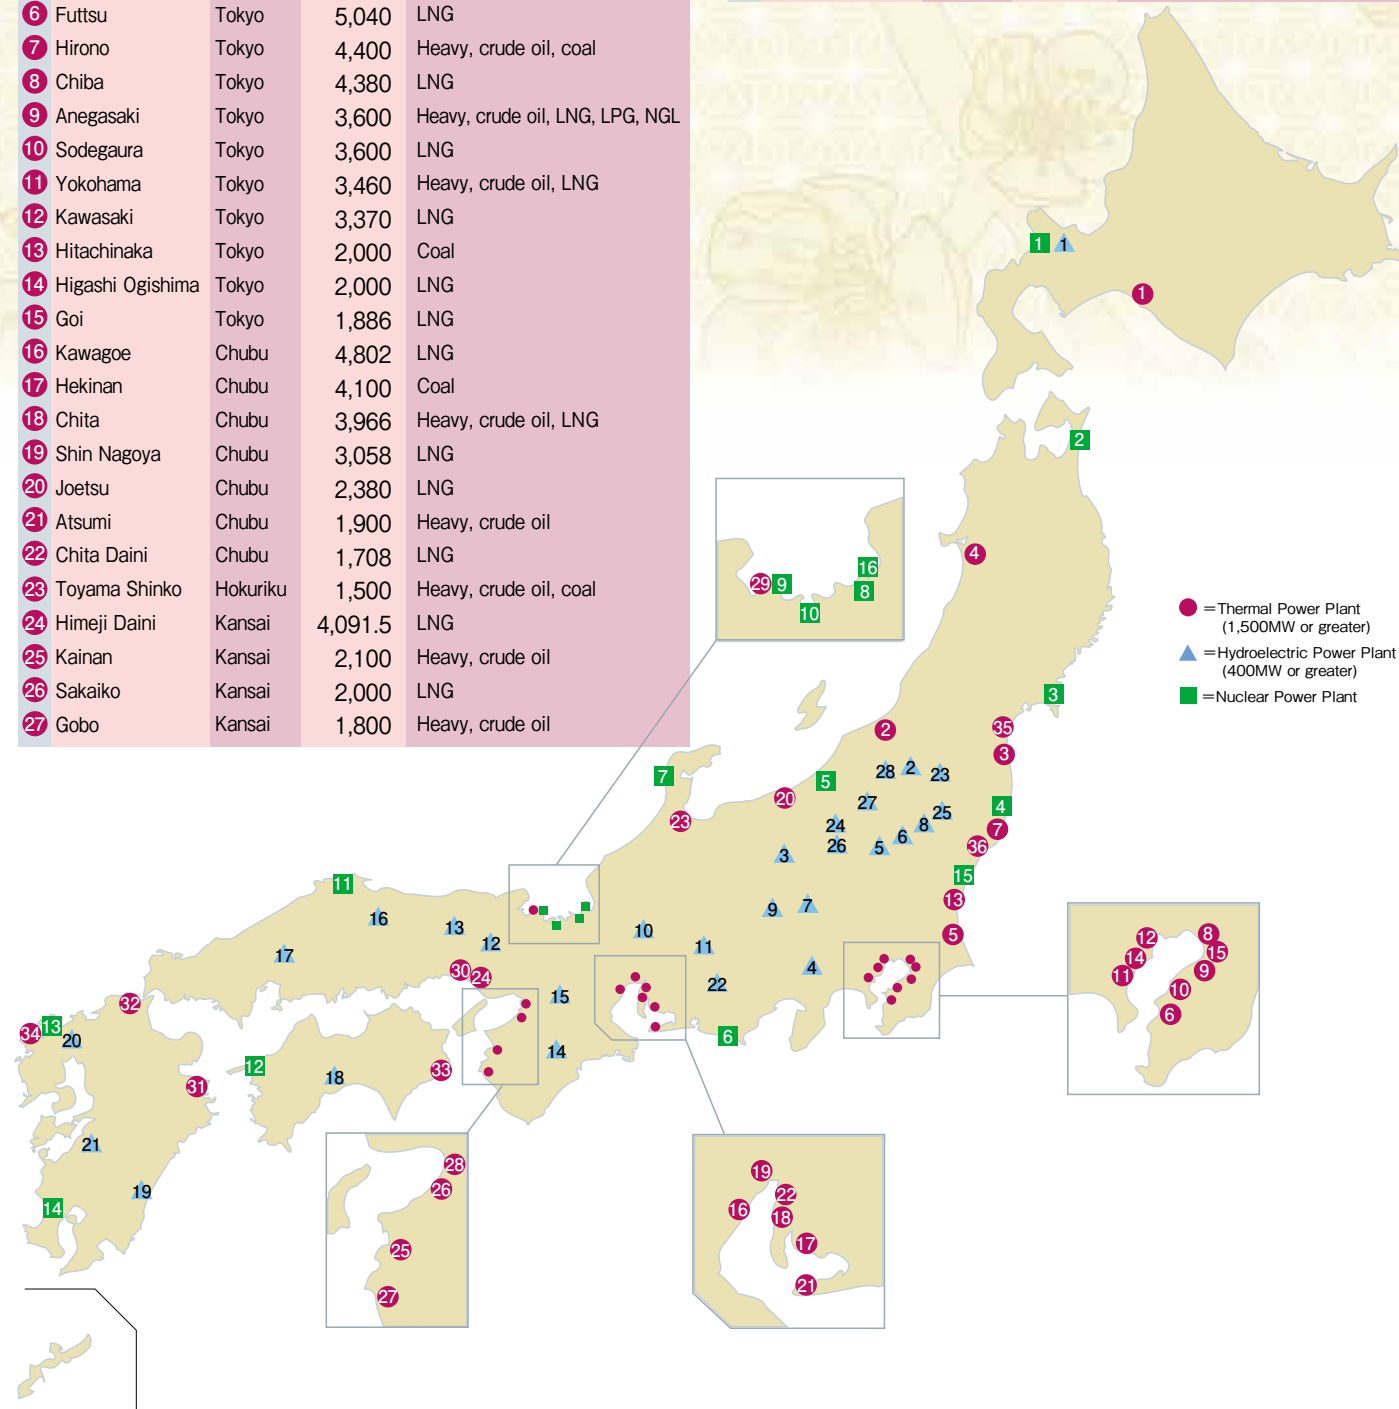 6 Futtsu Tokyo 5,040 LNG
7 Hirono Tokyo 4,400 Heavy, crude oil, coal
8 Chiba Tokyo 4,380 LNG
9 Anegasaki Tokyo 3,600 Heavy, crude oil, LNG, LPG, NGL
10 Sodegaura Tokyo 3,600 LNG
11 Yokohama Tokyo 3,460 Heavy, crude oil, LNG
12 Kawasaki Tokyo 3,370 LNG
13 Hitachinaka Tokyo 2,000 Coal
14 Higashi Ogishima Tokyo 2,000 LNG
15 Goi Tokyo 1,886 LNG
16 Kawagoe Chubu 4,802 LNG
17 Hekinan Chubu 4,100 Coal
18 Chita Chubu 3,966 Heavy, crude oil, LNG
19 Shin Nagoya Chubu 3,058 LNG
20 Joetsu Chubu 2,380 LNG
21 Atsumi Chubu 1,900 Heavy, crude oil
22 Chita Daini Chubu 1,708 LNG
23 Toyama Shinko Hokuriku 1,500 Heavy, crude oil, coal
24 Himeji Daini Kansai 4,091.5 LNG
25 Kainan Kansai 2,100 Heavy, crude oil
26 Sakaiko Kansai 2,000 LNG
27 Gobo Kansai 1,800 Heavy, crude oil
1 1
1
2
4
29 9 16
8
10
=Thermal Power Plant
(1,500MW or greater)
=Hydroelectric Power Plant
(400MW or greater)
=Nuclear Power Plant
3
2 35
3
7 5 28 2 23
20 27 4
23 24 25
8 7
26 5 6 36
3
11 15
16 9 7 13
13 10 5
17 12 11
30 24 4
15 22
32
34 13 20 6
14
12 18 33
31
21
19
14
12 8
14 15
11 9
10
6
28
26
25
27
19
22
16 18
17
21